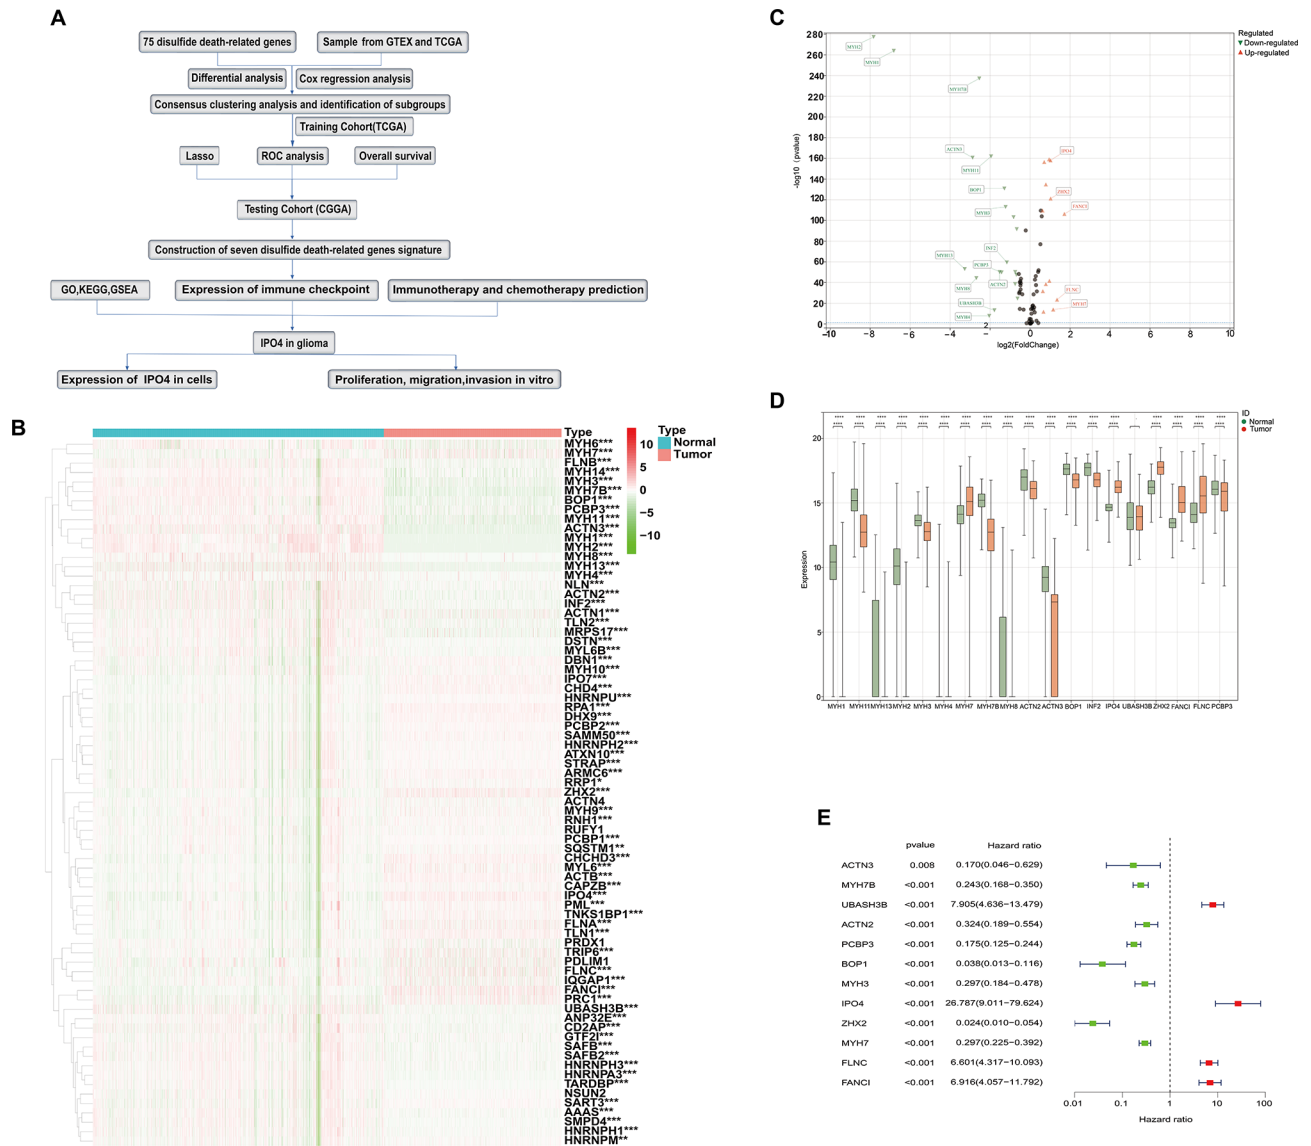 A
75 disulfide death-related genes
Sample from GTEX and TCGA
Differential analysis
Cox regression analysis
Consensus clustering analysis and identification of subgroups
Training Cohort(TCGA)
Lasso
ROC analysis
Overall survival
Testing Cohort (CGGA)
Construction of seven disulfide death-related genes signature
GO,KEGG,GSEA
Expression of immune checkpoint
Immunotherapy and chemotherapy prediction
IPO4 in glioma
Expression of IPO4 in cells
Proliferation, migration,invasion in vitro
B
Type
MYH6***
MYH7***
FLNB***
MYH14***
MYH3***
MYH7B***
BOP1***
PCBP3***
MYH11***
ACTN3***
MYH1***
MYH2***
MYH8***
MYH13***
MYH4***
NLN***
ACTN2***
INF2***
ACTN1***
TLN2***
MRPS17***
DSTN***
MYL6B***
DBN1***
MYH10***
IPO7***
CHD4***
HNRNPU***
RPA1***
DHX9***
PCBP2***
SAMM50***
HNRNPH2***
ATXN10***
STRAP***
ARMC6***
RRP1*
ZHX2***
ACTN4
MYH9***
RNH1***
RUFY1
PCBP1***
SQSTM1**
CHCHD3***
MYL6***
ACTB***
CAPZB***
IPO4***
PML***
TNKS1BP1***
FLNA***
TLN1***
PRDX1
TRIP6***
PDLIM1
FLNC***
IQGAP1***
FANCI***
PRC1***
UBASH3B***
ANP32E***
CD2AP***
GTF2I***
SAFB***
SAFB2***
HNRNPH3***
HNRNPA3***
TARDBP***
NSUN2
SART3***
AAAS***
SMPD4***
HNRNPH1***
HNRNPM**
10
5
0
−5
−10
Type
Normal
Tumor
C
Regulated
Down-regulated
Up-regulated
-log10 (pvalue)
280
260
240
220
200
180
160
140
120
100
80
60
40
20
0
MYH2
MYH1
MYH7B
ACTN3
MYH11
BOP1
MYH3
INF2
MYH13
PCBP3
MYH8
ACTN2
UBASH3B
MYH4
IPO4
ZHX2
FANCI
FLNC
MYH7
−10
−8
−6
−4
2
0
2
4
6
8
10
log2(FoldChange)
D
ID
Normal
Tumor
Expression
20
15
10
5
0
MYH1
MYH11
MYH13
MYH2
MYH3
MYH4
MYH7
MYH7B
MYH8
ACTN2
ACTN3
BOP1
INF2
IPO4
UBASH3B
ZHX2
FANCI
FLNC
PCBP3
E
pvalue Hazard ratio
ACTN3 0.008 0.170(0.046−0.629)
MYH7B <0.001 0.243(0.168−0.350)
UBASH3B <0.001 7.905(4.636−13.479)
ACTN2 <0.001 0.324(0.189−0.554)
PCBP3 <0.001 0.175(0.125−0.244)
BOP1 <0.001 0.038(0.013−0.116)
MYH3 <0.001 0.297(0.184−0.478)
IPO4 <0.001 26.787(9.011−79.624)
ZHX2 <0.001 0.024(0.010−0.054)
MYH7 <0.001 0.297(0.225−0.392)
FLNC <0.001 6.601(4.317−10.093)
FANCI <0.001 6.916(4.057−11.792)
0.01 0.1 1 10 100
Hazard ratio